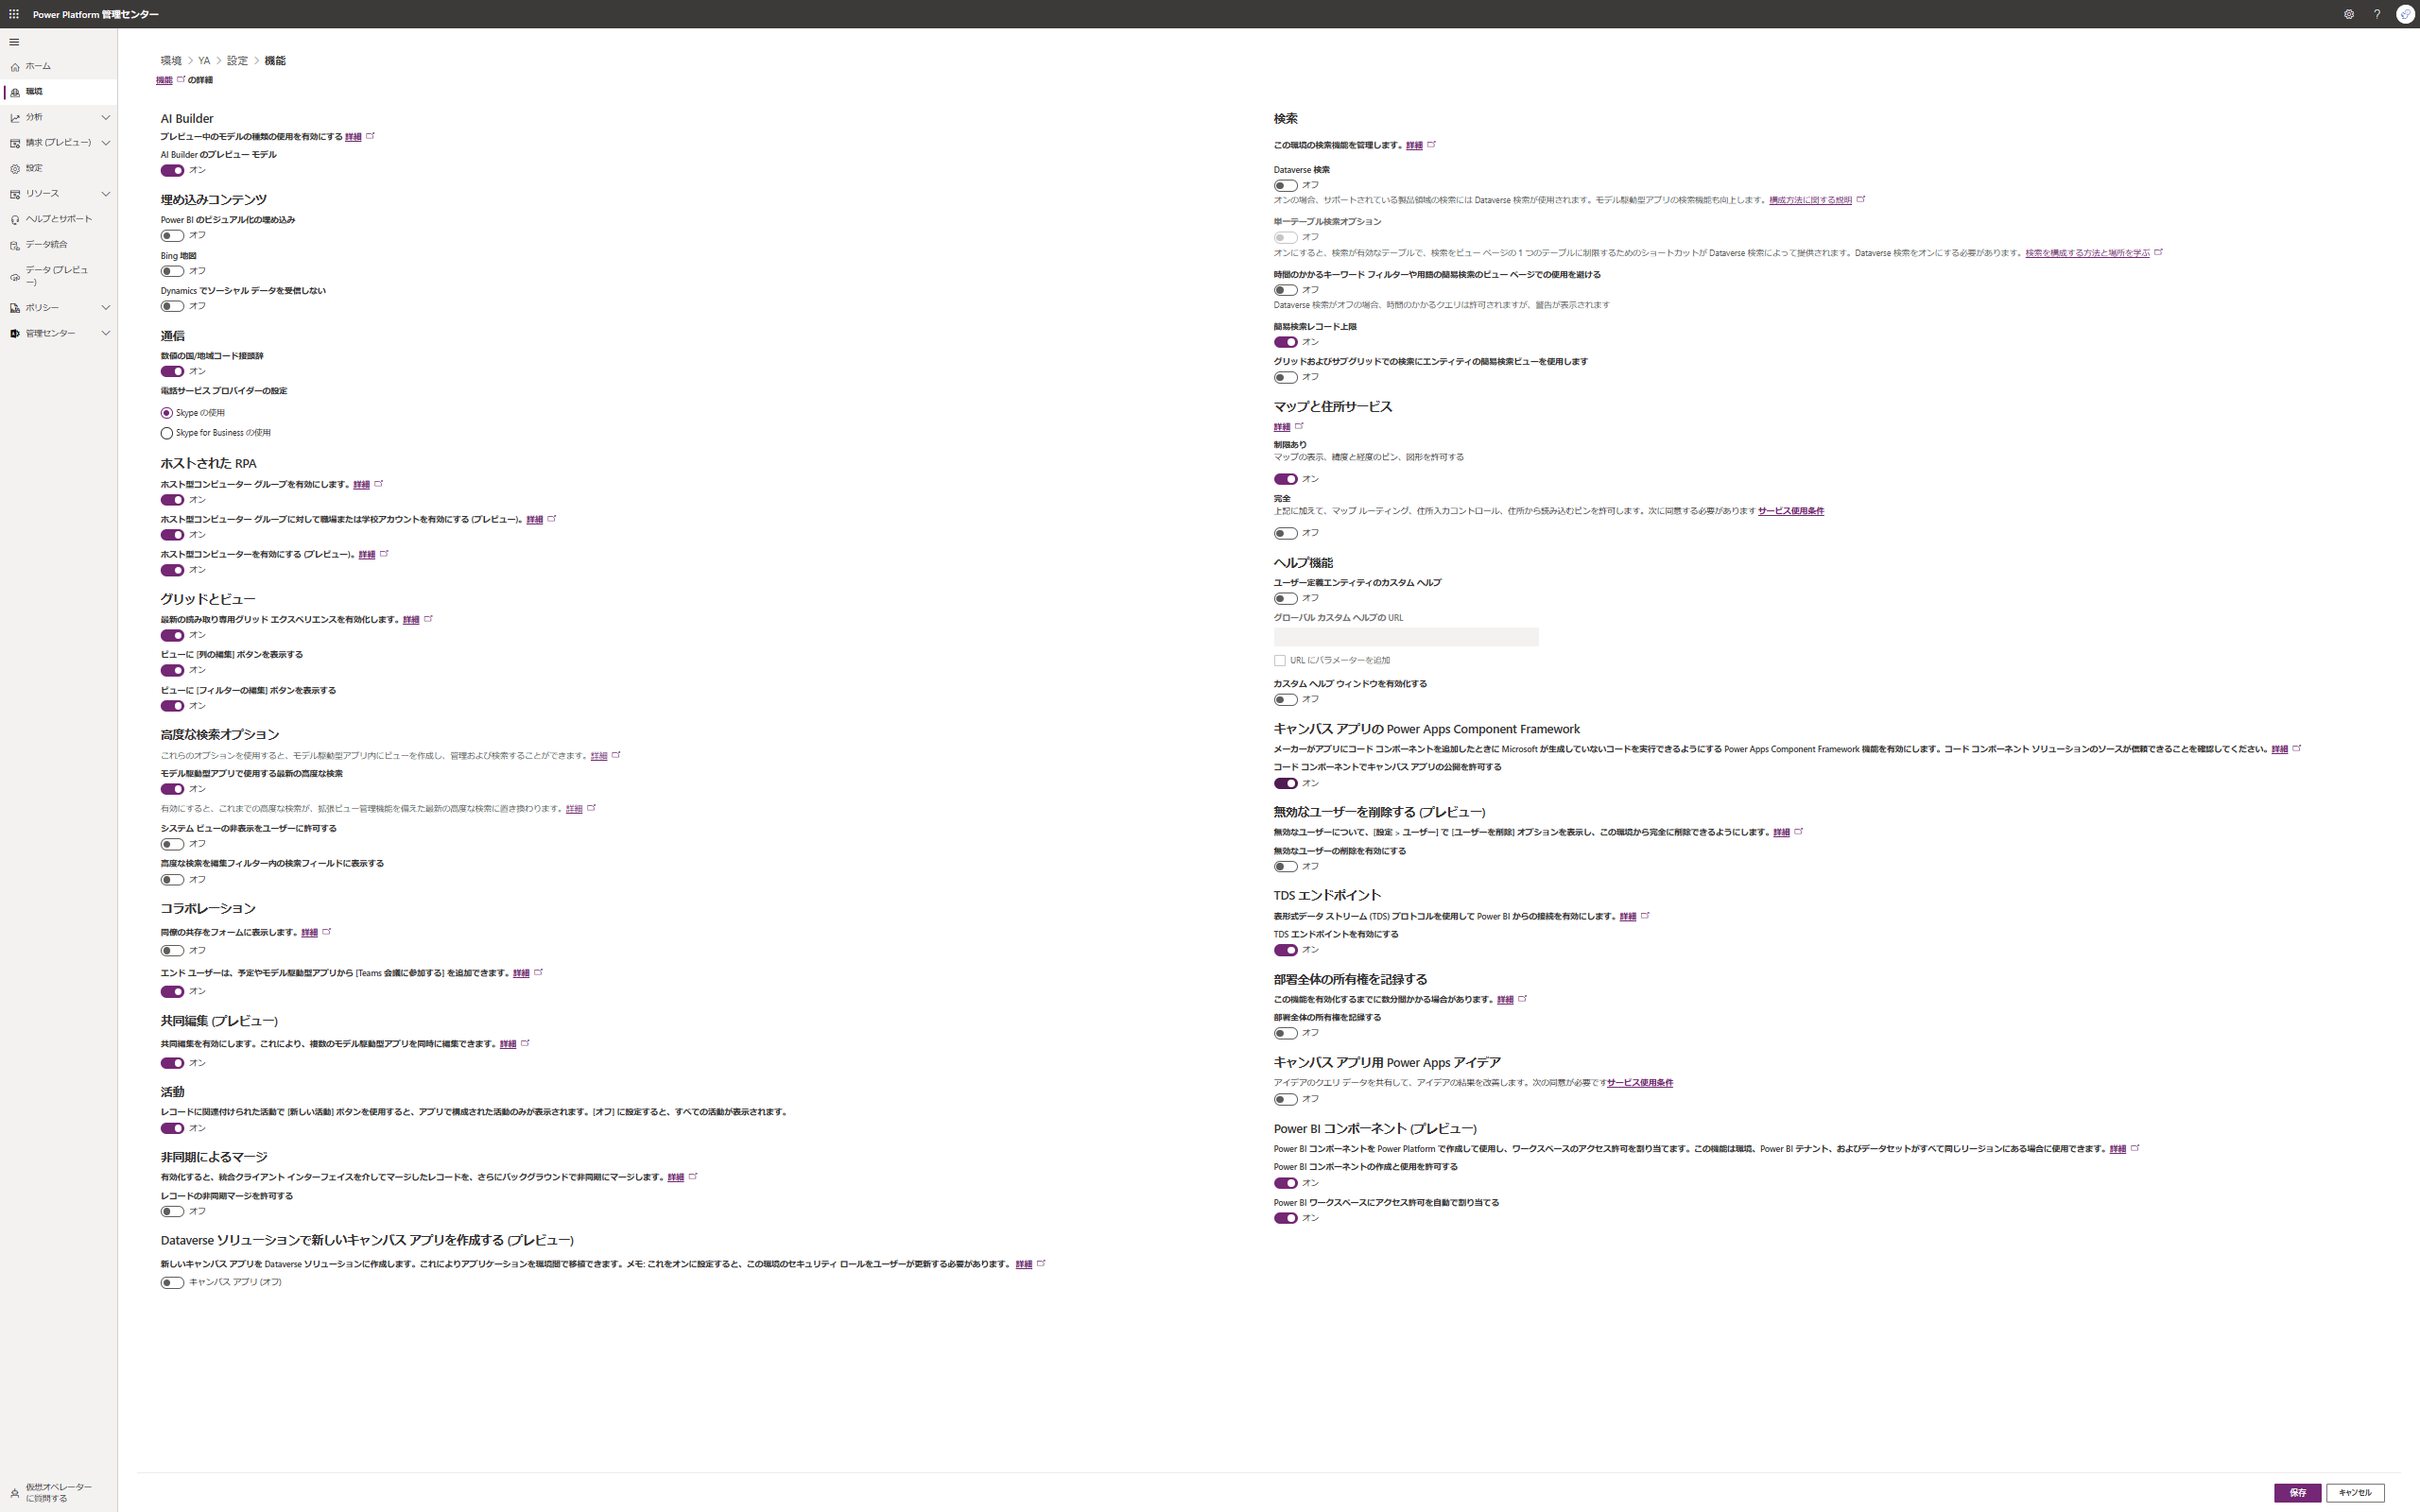 Power Platform 管理センター
ホーム
環境
分析
請求 (プレビュー)
設定
リソース
ヘルプとサポート
データ統合
データ (プレビュ
ー)
ポリシー
管理センター
仮想オペレーター
に質問する
環境 > YA > 設定 > 機能
機能 の詳細
AI Builder
プレビュー中のモデルの種類の使用を有効にする 詳細
AI Builder のプレビュー モデル
オン
埋め込みコンテンツ
Power BI のビジュアル化の埋め込み
オフ
Bing 地図
オフ
Dynamics でソーシャル データを受信しない
オフ
通信
数値の国/地域コード接頭辞
オン
電話サービス プロバイダーの設定
Skype の使用
Skype for Business の使用
ホストされた RPA
ホスト型コンピューター グループを有効にします。詳細
オン
ホスト型コンピューター グループに対して職場または学校アカウントを有効にする (プレビュー)。詳細
オン
ホスト型コンピューターを有効にする (プレビュー)。詳細
オン
グリッドとビュー
最新の読み取り専用グリッド エクスペリエンスを有効化します。詳細
オン
ビューに [列の編集] ボタンを表示する
オン
ビューに [フィルターの編集] ボタンを表示する
オン
高度な検索オプション
これらのオプションを使用すると、モデル駆動型アプリ内にビューを作成し、管理および検索することができます。詳細
モデル駆動型アプリで使用する最新の高度な検索
オン
有効にすると、これまでの高度な検索が、拡張ビュー管理機能を備えた最新の高度な検索に置き換わります。詳細
システム ビューの非表示をユーザーに許可する
オフ
高度な検索を編集フィルター内の検索フィールドに表示する
オフ
コラボレーション
同僚の共存をフォームに表示します。詳細
オフ
エンド ユーザーは、予定やモデル駆動型アプリから [Teams 会議に参加する] を追加できます。詳細
オン
共同編集 (プレビュー)
共同編集を有効にします。これにより、複数のモデル駆動型アプリを同時に編集できます。詳細
オン
活動
レコードに関連付けられた活動で [新しい活動] ボタンを使用すると、アプリで構成された活動のみが表示されます。[オフ] に設定すると、すべての活動が表示されます。
オン
非同期によるマージ
有効化すると、統合クライアント インターフェイスを介してマージしたレコードを、さらにバックグラウンドで非同期にマージします。詳細
レコードの非同期マージを許可する
オフ
Dataverse ソリューションで新しいキャンバス アプリを作成する (プレビュー)
新しいキャンバス アプリを Dataverse ソリューションに作成します。これによりアプリケーションを環境間で移植できます。メモ: これをオンに設定すると、この環境のセキュリティ ロールをユーザーが更新する必要があります。 詳細
キャンバス アプリ (オフ)
検索
この環境の検索機能を管理します。詳細
Dataverse 検索
オフ
オンの場合、サポートされている製品領域の検索には Dataverse 検索が使用されます。モデル駆動型アプリの検索機能も向上します。構成方法に関する説明
単一テーブル検索オプション
オフ
オンにすると、検索が有効なテーブルで、検索をビュー ページの 1 つのテーブルに制限するためのショートカットが Dataverse 検索によって提供されます。Dataverse 検索をオンにする必要があります。検索を構成する方法と場所を学ぶ
時間のかかるキーワード フィルターや用語の簡易検索のビュー ページでの使用を避ける
オフ
Dataverse 検索がオフの場合、時間のかかるクエリは許可されますが、警告が表示されます
簡易検索レコード上限
オン
グリッドおよびサブグリッドでの検索にエンティティの簡易検索ビューを使用します
オフ
マップと住所サービス
詳細
制限あり
マップの表示、緯度と経度のピン、図形を許可する
オン
完全
上記に加えて、マップ ルーティング、住所入力コントロール、住所から読み込むピンを許可します。次に同意する必要があります サービス使用条件
オフ
ヘルプ機能
ユーザー定義エンティティのカスタム ヘルプ
オフ
グローバル カスタム ヘルプの URL
URL にパラメーターを追加
カスタム ヘルプ ウィンドウを有効化する
オフ
キャンバス アプリの Power Apps Component Framework
メーカーがアプリにコード コンポーネントを追加したときに Microsoft が生成していないコードを実行できるようにする Power Apps Component Framework 機能を有効にします。コード コンポーネント ソリューションのソースが信頼できることを確認してください。詳細
コード コンポーネントでキャンバス アプリの公開を許可する
オン
無効なユーザーを削除する (プレビュー)
無効なユーザーについて、[設定 > ユーザー] で [ユーザーを削除] オプションを表示し、この環境から完全に削除できるようにします。詳細
無効なユーザーの削除を有効にする
オフ
TDS エンドポイント
表形式データ ストリーム (TDS) プロトコルを使用して Power BI からの接続を有効にします。詳細
TDS エンドポイントを有効にする
オン
部署全体の所有権を記録する
この機能を有効化するまでに数分間かかる場合があります。詳細
部署全体の所有権を記録する
オフ
キャンバス アプリ用 Power Apps アイデア
アイデアのクエリ データを共有して、アイデアの結果を改善します。次の同意が必要ですサービス使用条件
オフ
Power BI コンポーネント (プレビュー)
Power BI コンポーネントを Power Platform で作成して使用し、ワークスペースのアクセス許可を割り当てます。この機能は環境、Power BI テナント、およびデータセットがすべて同じリージョンにある場合に使用できます。詳細
Power BI コンポーネントの作成と使用を許可する
オン
Power BI ワークスペースにアクセス許可を自動で割り当てる
オン
保存
キャンセル